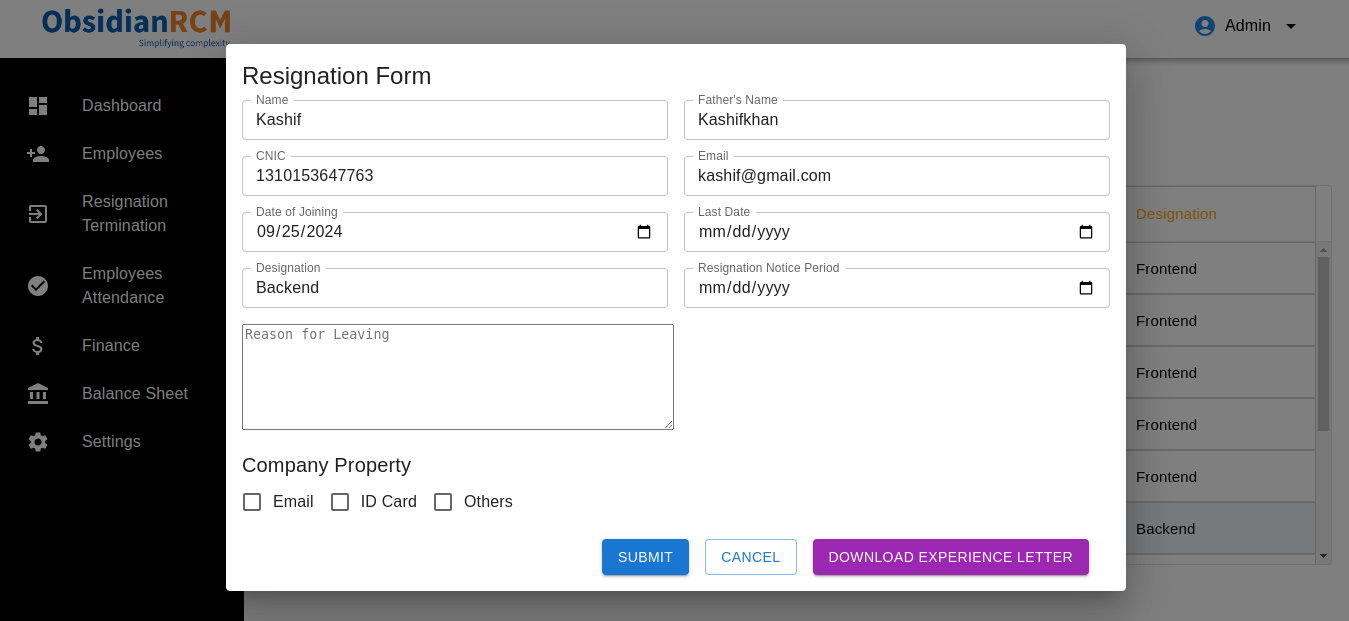 ObsidianRCM
Simplifying complexity
Admin
Dashboard
Employees
Resignation
Termination
Employees
Attendance
Finance
Balance Sheet
Settings
Resignation Form
Name
Kashif
Father's Name
Kashifkhan
CNIC
1310153647763
Email
kashif@gmail.com
Date of Joining
09/25/2024
Last Date
mm/dd/yyyy
Designation
Backend
Resignation Notice Period
mm/dd/yyyy
Reason for Leaving
Company Property
Email
ID Card
Others
SUBMIT
CANCEL
DOWNLOAD EXPERIENCE LETTER
Designation
Frontend
Frontend
Frontend
Frontend
Frontend
Backend